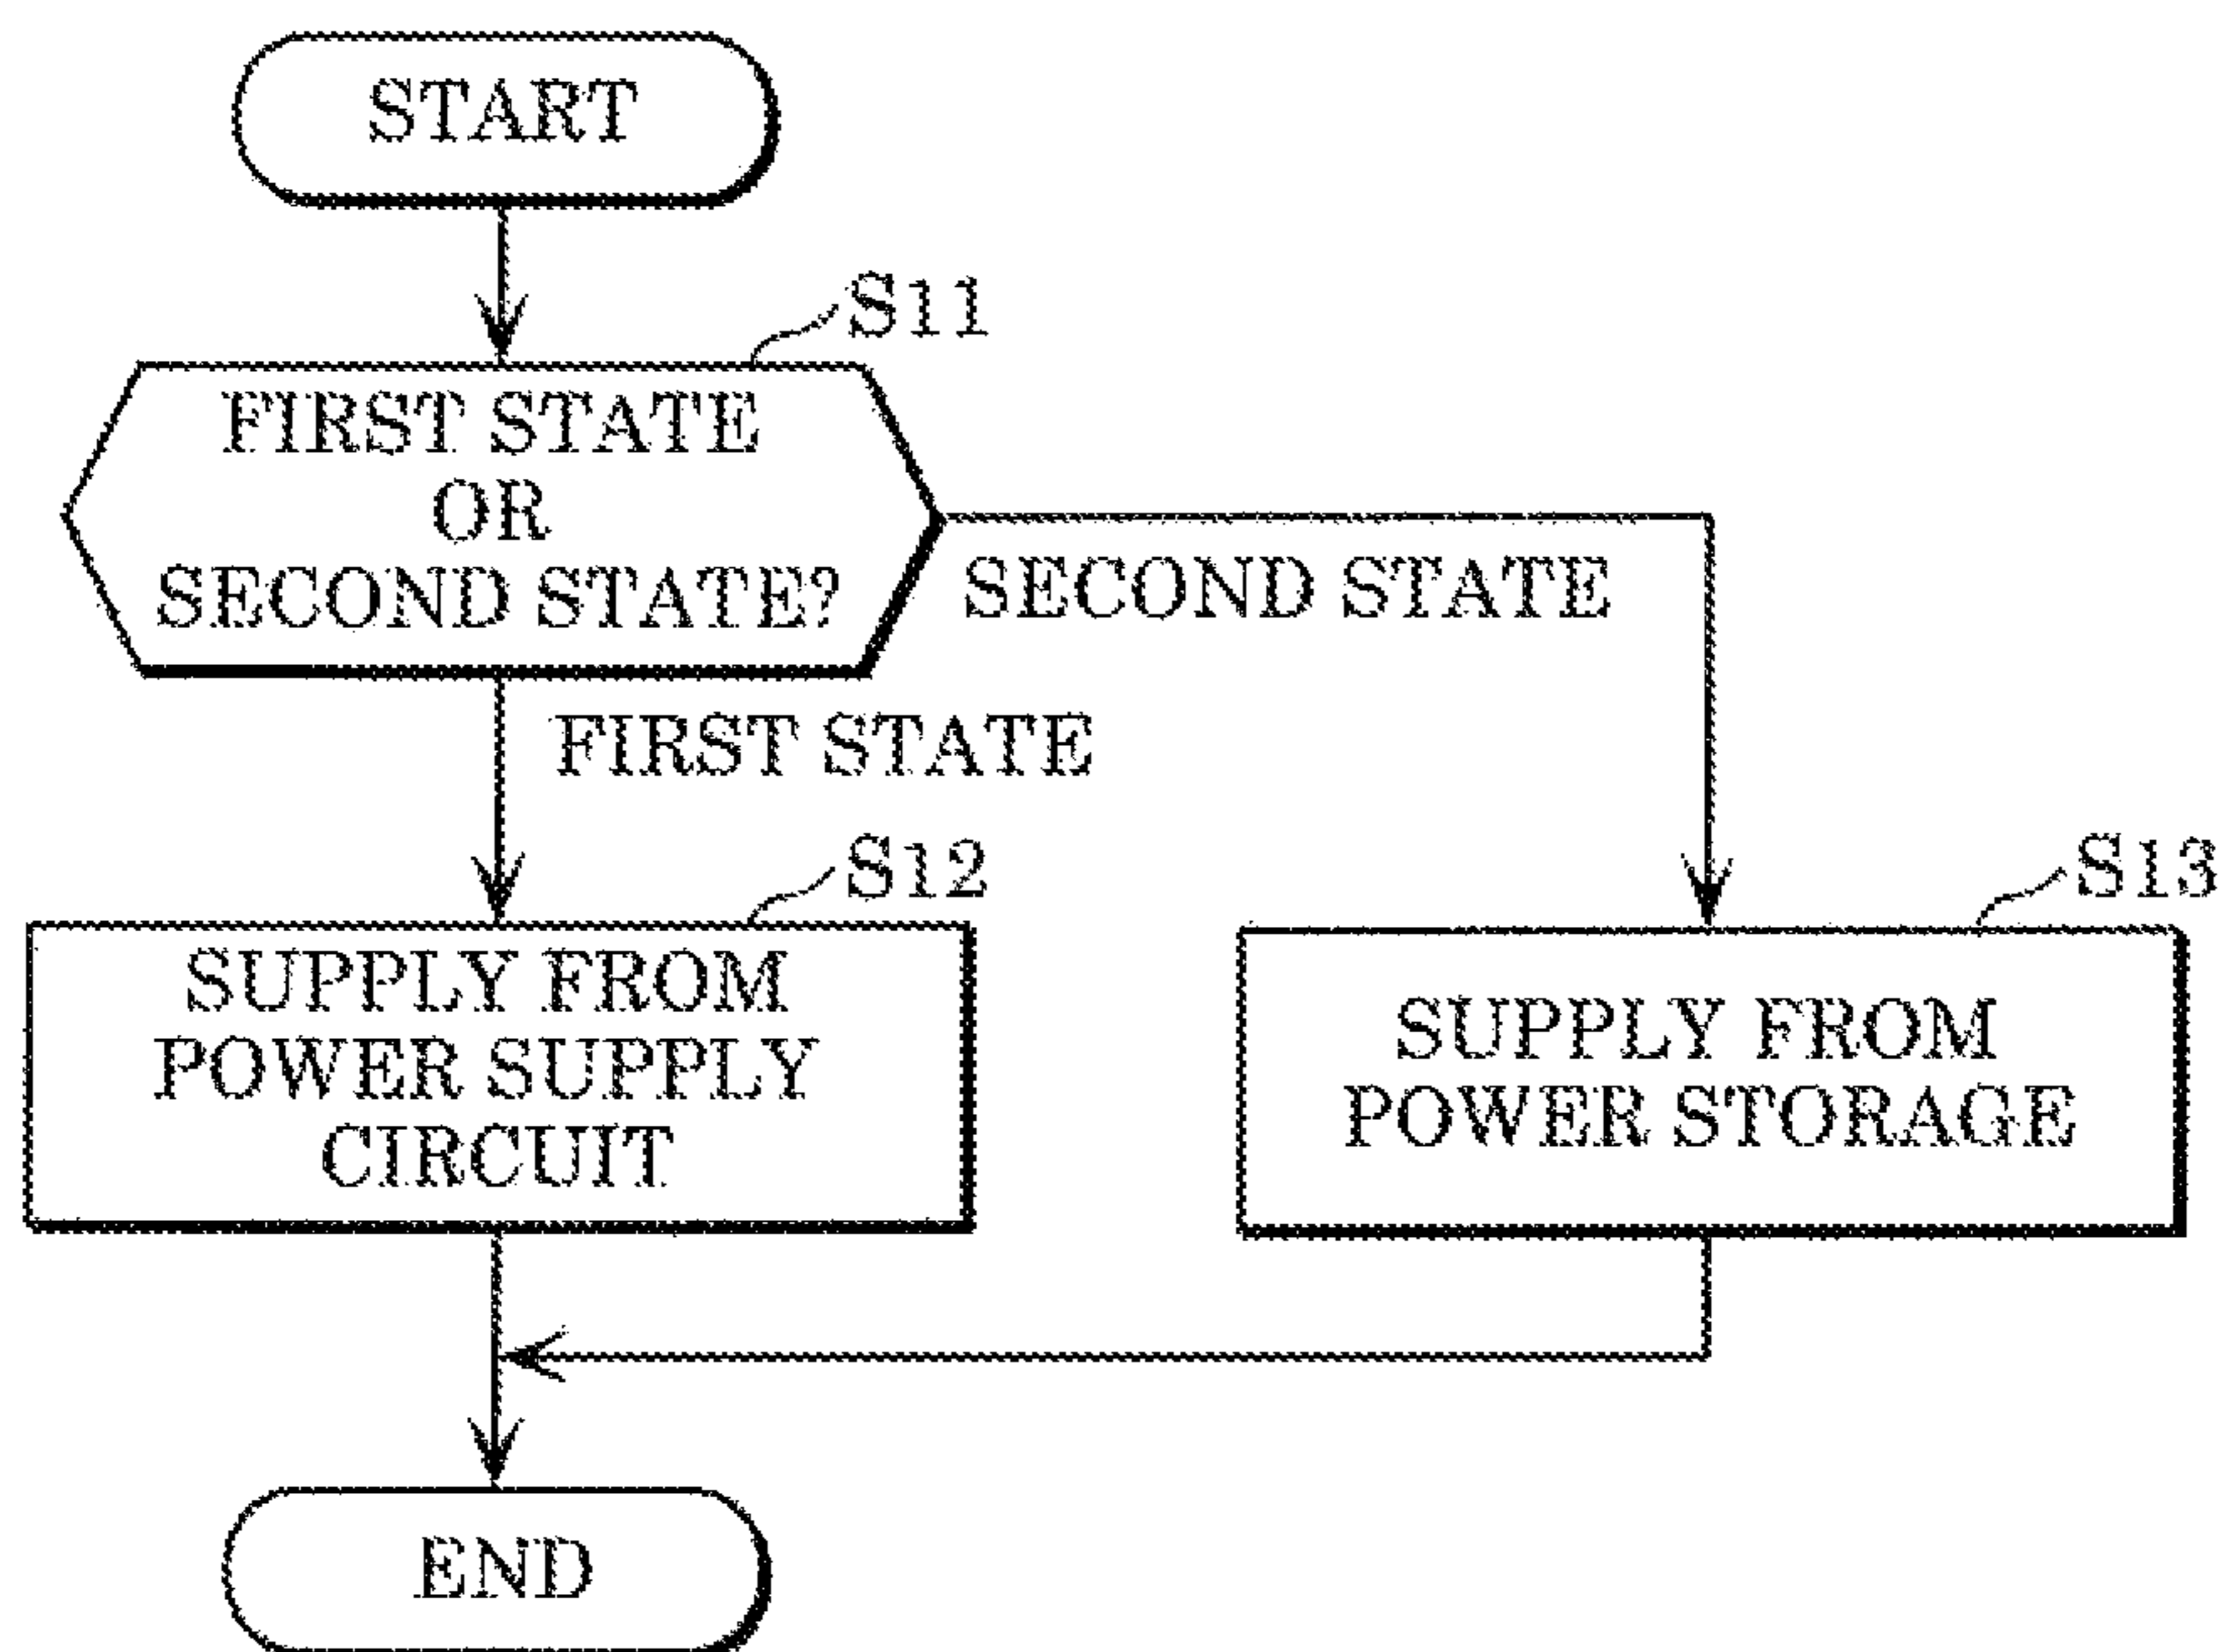 START
S11
FIRST STATE
OR
SECOND STATE?
SECOND STATE
FIRST STATE
S12
SUPPLY FROM
POWER SUPPLY
CIRCUIT
S13
SUPPLY FROM
POWER STORAGE
END